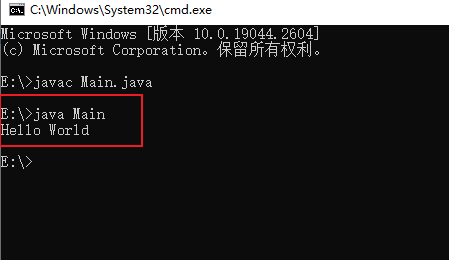 C:\Windows\System32\cmd.exe
Microsoft Windows [版本 10.0.19044.2604]
(c) Microsoft Corporation。保留所有权利。
E:\>javac Main.java
E:\>java Main
Hello World
E:\>